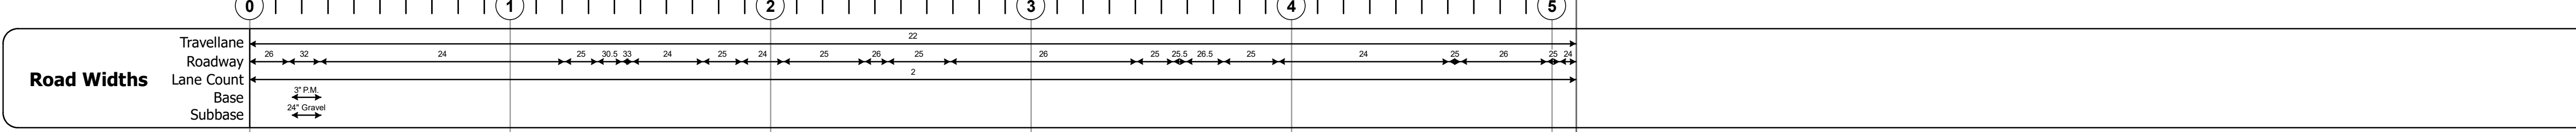 0 1 2 3 4 5
Road Widths
Travellane 22
Roadway 26 32 24 25 30.5 33 24 25 24 25 26 25 26 25 25.5 26.5 25 24 25 26 25 24
Lane Count 2
Base 3" P.M.
Subbase 24" Gravel